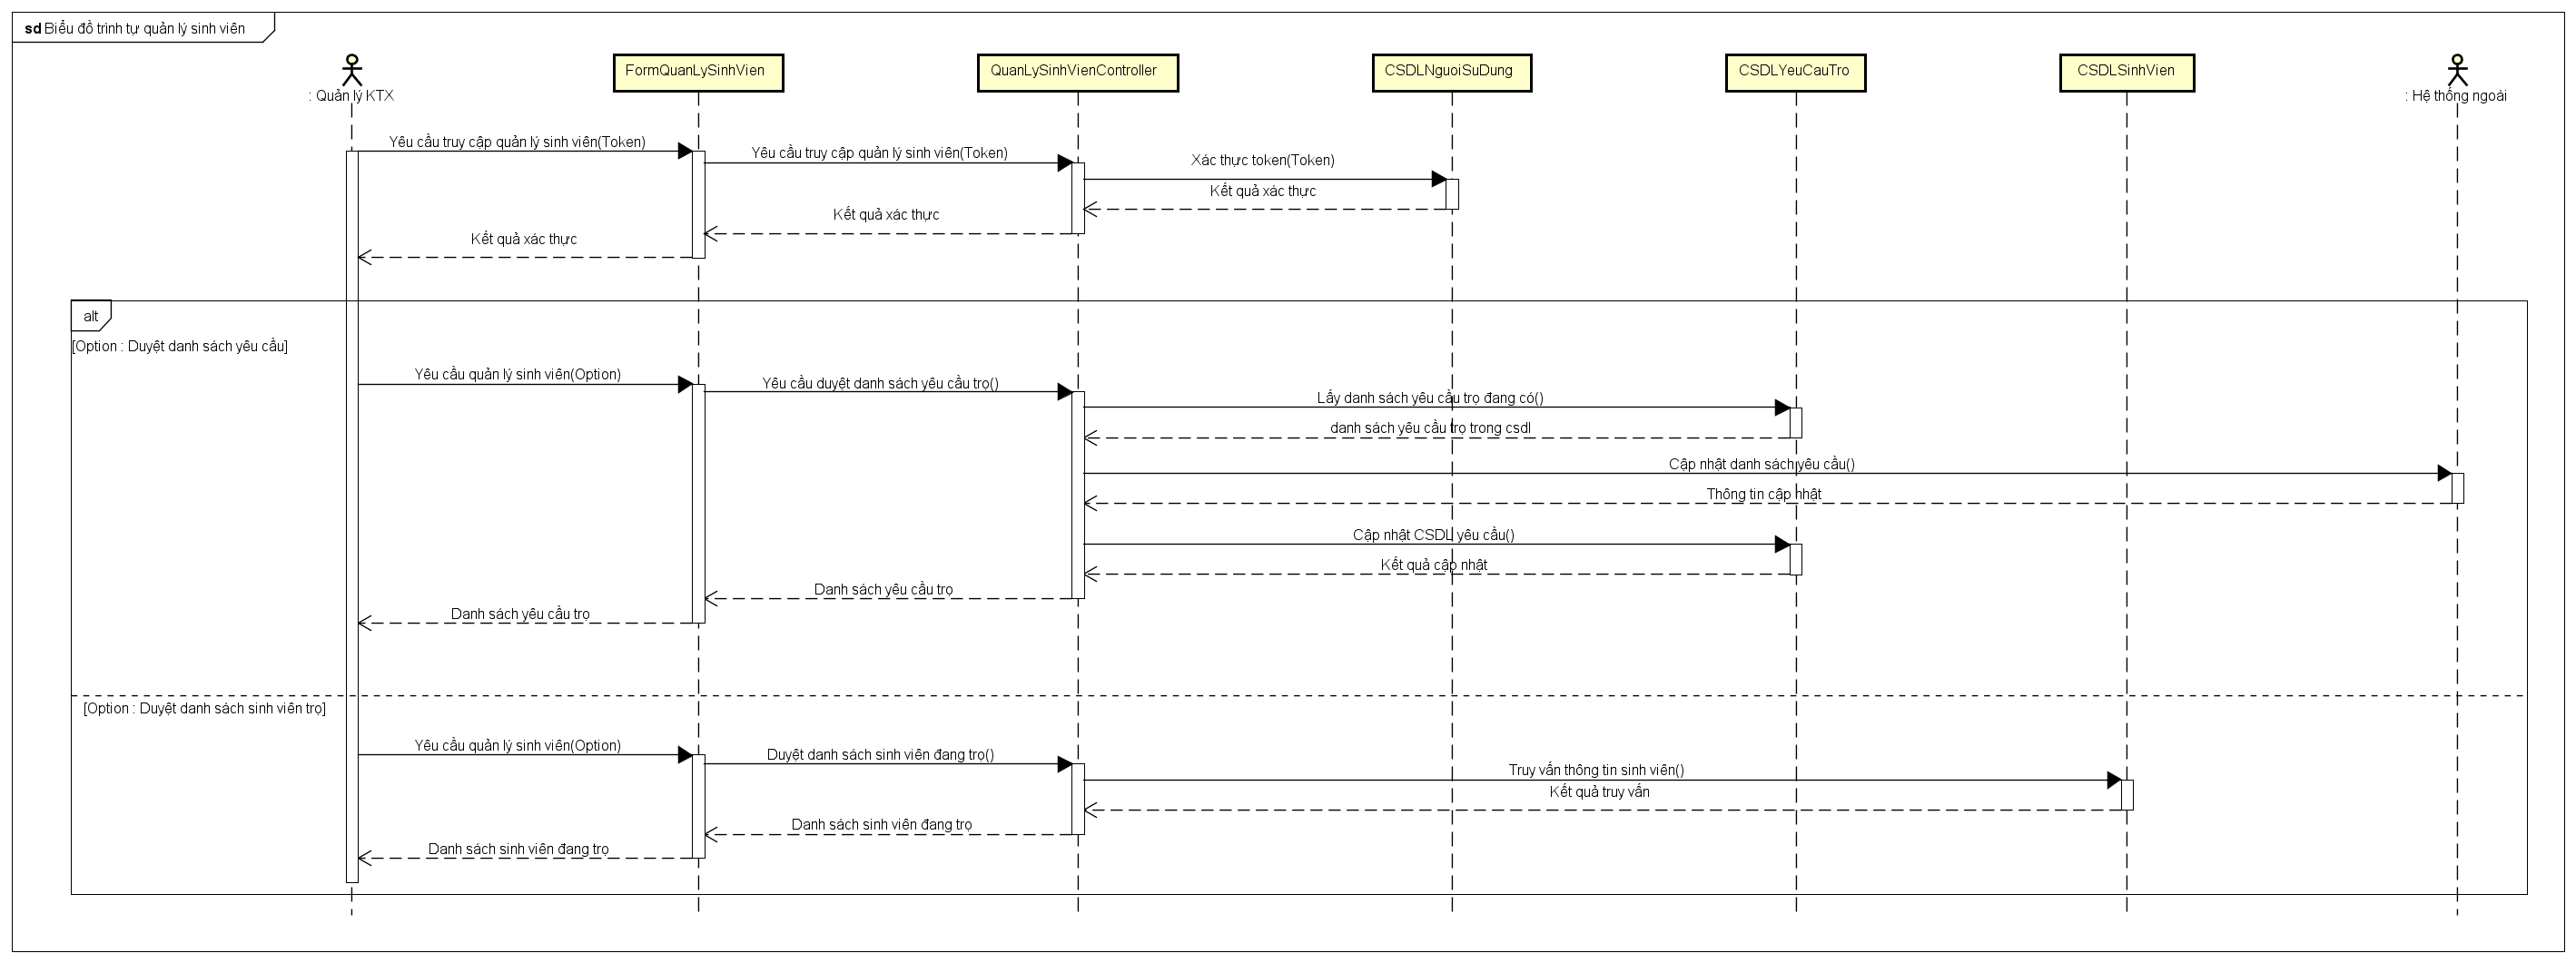 sd Biểu đồ trình tự quản lý sinh viên
: Quản lý KTX
FormQuanLySinhVien
QuanLySinhVienController
CSDLNguoiSuDung
CSDLYeuCauTro
CSDLSinhVien
: Hệ thống ngoài
Yêu cầu truy cập quản lý sinh viên(Token)
Yêu cầu truy cập quản lý sinh viên(Token)
Xác thực token(Token)
Kết quả xác thực
Kết quả xác thực
Kết quả xác thực
alt
[Option : Duyệt danh sách yêu cầu]
Yêu cầu quản lý sinh viên(Option)
Yêu cầu duyệt danh sách yêu cầu trọ()
Lấy danh sách yêu cầu trọ đang có()
danh sách yêu cầu trọ trong csdl
Cập nhật danh sách yêu cầu()
Thông tin cập nhật
Cập nhật CSDL yêu cầu()
Kết quả cập nhật
Danh sách yêu cầu trọ
Danh sách yêu cầu trọ
[Option : Duyệt danh sách sinh viên trọ]
Yêu cầu quản lý sinh viên(Option)
Duyệt danh sách sinh viên đang trọ()
Truy vấn thông tin sinh viên()
Kết quả truy vấn
Danh sách sinh viên đang trọ
Danh sách sinh viên đang trọ